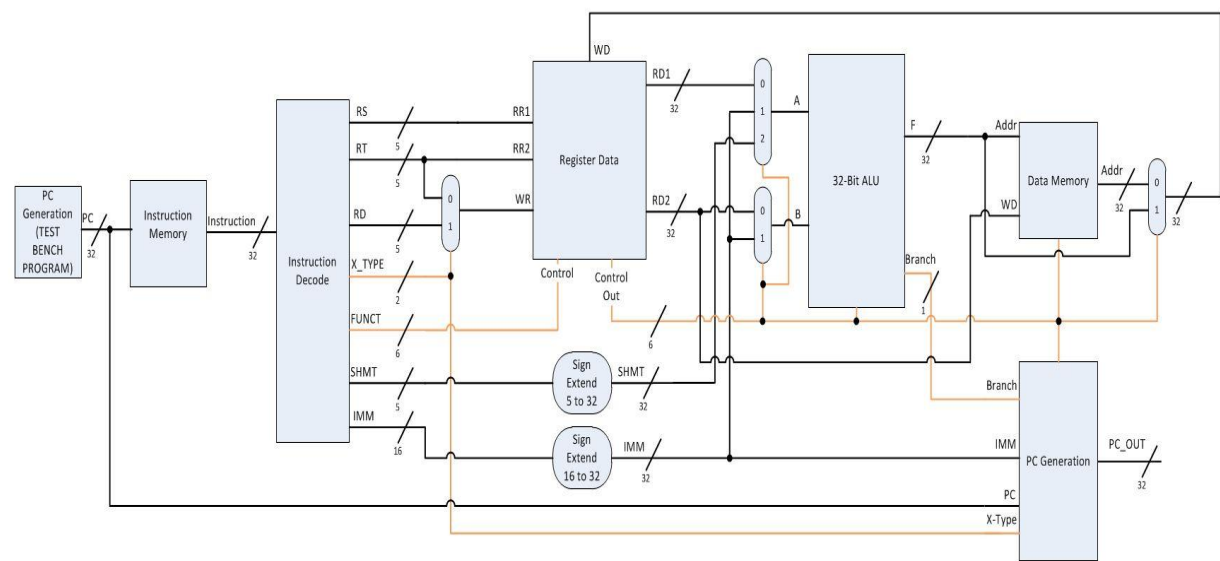 PC
Generation
(TEST
BENCH
PROGRAM)
PC
32
Instruction
Memory
Instruction
32
Instruction
Decode
RS
5
RT
5
RD
5
X_TYPE
2
FUNCT
6
SHMT
5
IMM
16
0
1
WD
RR1
RR2
WR
Register Data
RD1
32
RD2
32
Control
Control
Out
6
Sign
Extend
5 to 32
SHMT
32
Sign
Extend
16 to 32
IMM
32
0
1
2
0
1
A
B
32-Bit ALU
F
32
Branch
1
Addr
WD
Data Memory
Addr
32
0
1
32
Branch
IMM
PC
X-Type
PC Generation
PC_OUT
32